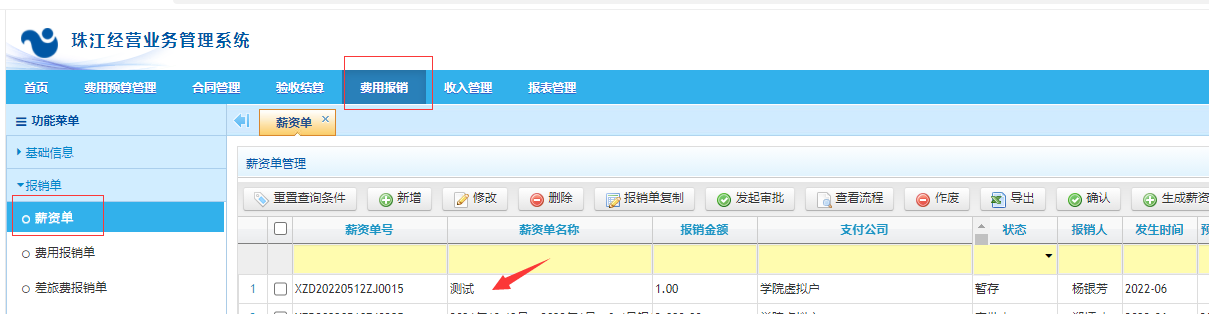 珠江经营业务管理系统
首页 费用预算管理 合同管理 验收结算 费用报销 收入管理 报表管理
功能菜单
薪资单
基础信息
薪资单管理
报销单
重置查询条件 新增 修改 删除 报销单复制 发起审批 查看流程 作废 导出 确认 生成薪资
薪资单
薪资单号 薪资单名称 报销金额 支付公司 状态 报销人 发生时间
费用报销单
差旅费报销单
1 XZD20220512ZJ0015 测试 1.00 学院虚拟户 暂存 杨银芳 2022-06